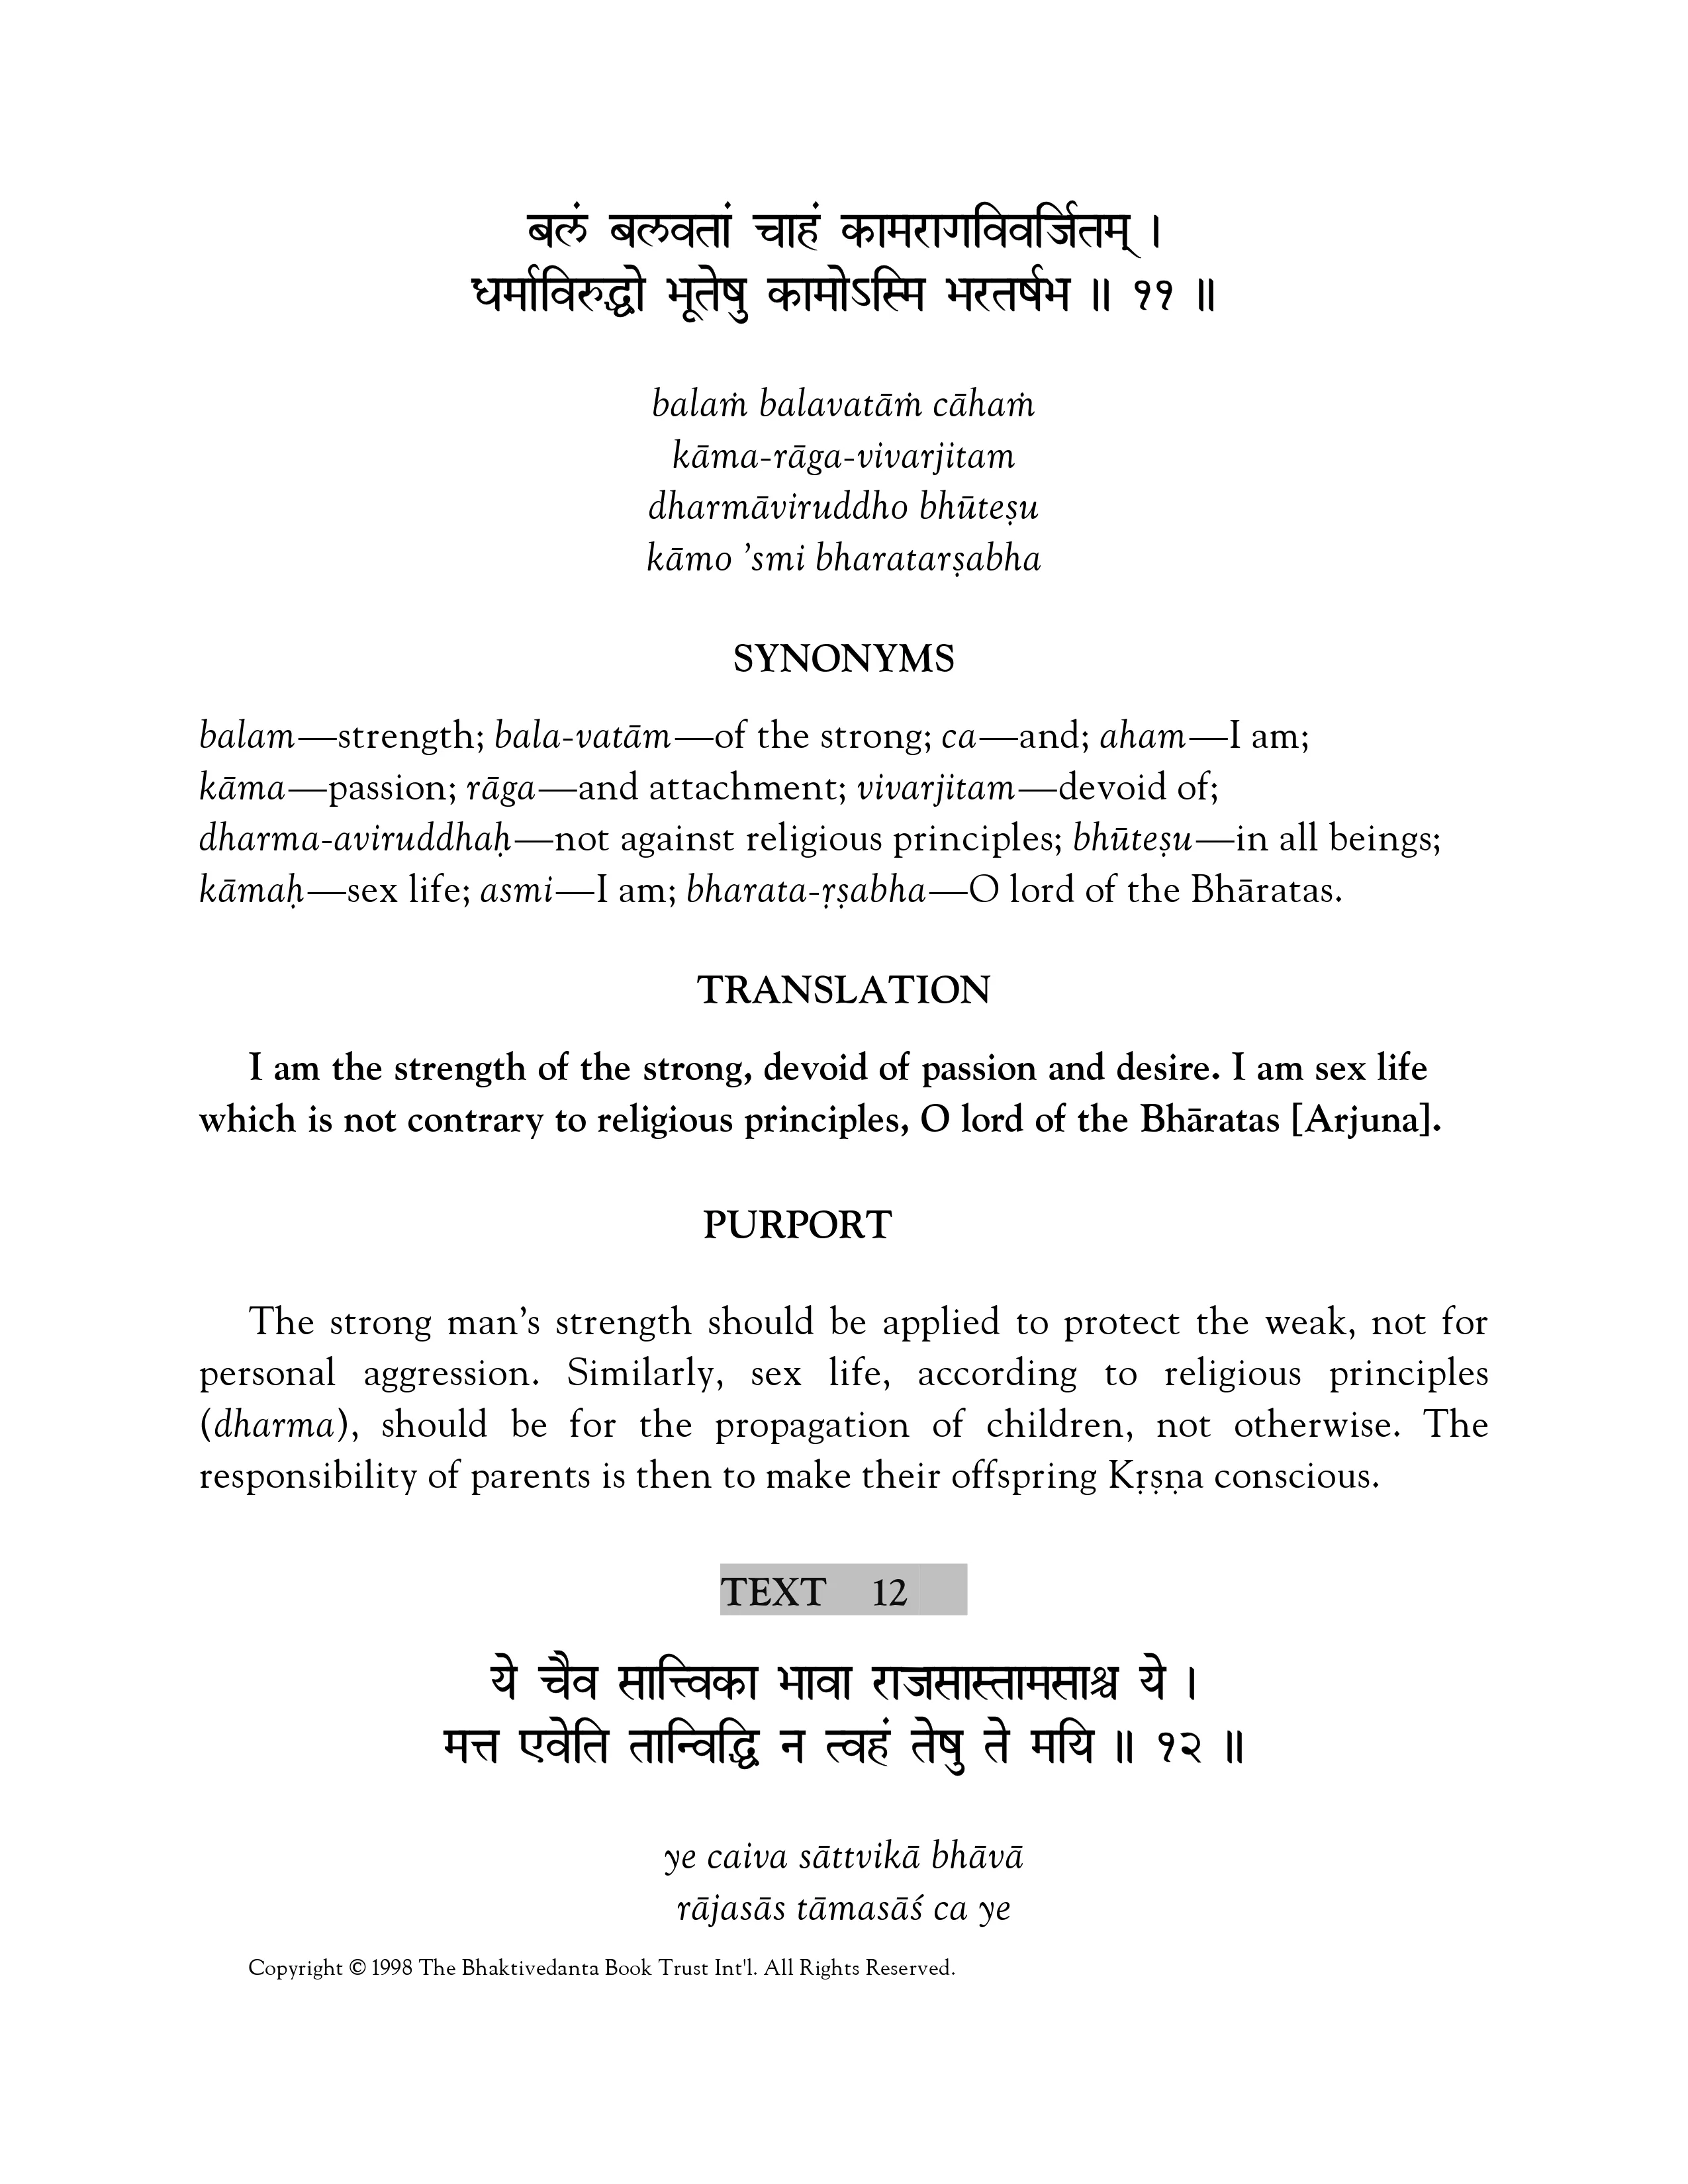 बलं बलवतां चाहं कामरागविवर्जितम् ।
धर्माविरुद्धो भूतेषु कामोऽस्मि भरतर्षभ ॥ ११ ॥
balaṁ balavatāṁ cāhaṁ
kāma-rāga-vivarjitam
dharmāviruddho bhūteṣu
kāmo ’smi bharatarṣabha
SYNONYMS
balam—strength; bala-vatām—of the strong; ca—and; aham—I am;
kāma—passion; rāga—and attachment; vivarjitam—devoid of;
dharma-aviruddhaḥ—not against religious principles; bhūteṣu—in all beings;
kāmaḥ—sex life; asmi—I am; bharata-ṛṣabha—O lord of the Bhāratas.
TRANSLATION
I am the strength of the strong, devoid of passion and desire. I am sex life
which is not contrary to religious principles, O lord of the Bhāratas [Arjuna].
PURPORT
The strong man’s strength should be applied to protect the weak, not for
personal aggression. Similarly, sex life, according to religious principles
(dharma), should be for the propagation of children, not otherwise. The
responsibility of parents is then to make their offspring Kṛṣṇa conscious.
TEXT 12
ये चैव सात्त्विका भावा राजसास्तामसाश्च ये ।
मत्त एवेति तान्विद्धि न त्वहं तेषु ते मयि ॥ १२ ॥
ye caiva sāttvikā bhāvā
rājasās tāmasāś ca ye
Copyright © 1998 The Bhaktivedanta Book Trust Int'l. All Rights Reserved.